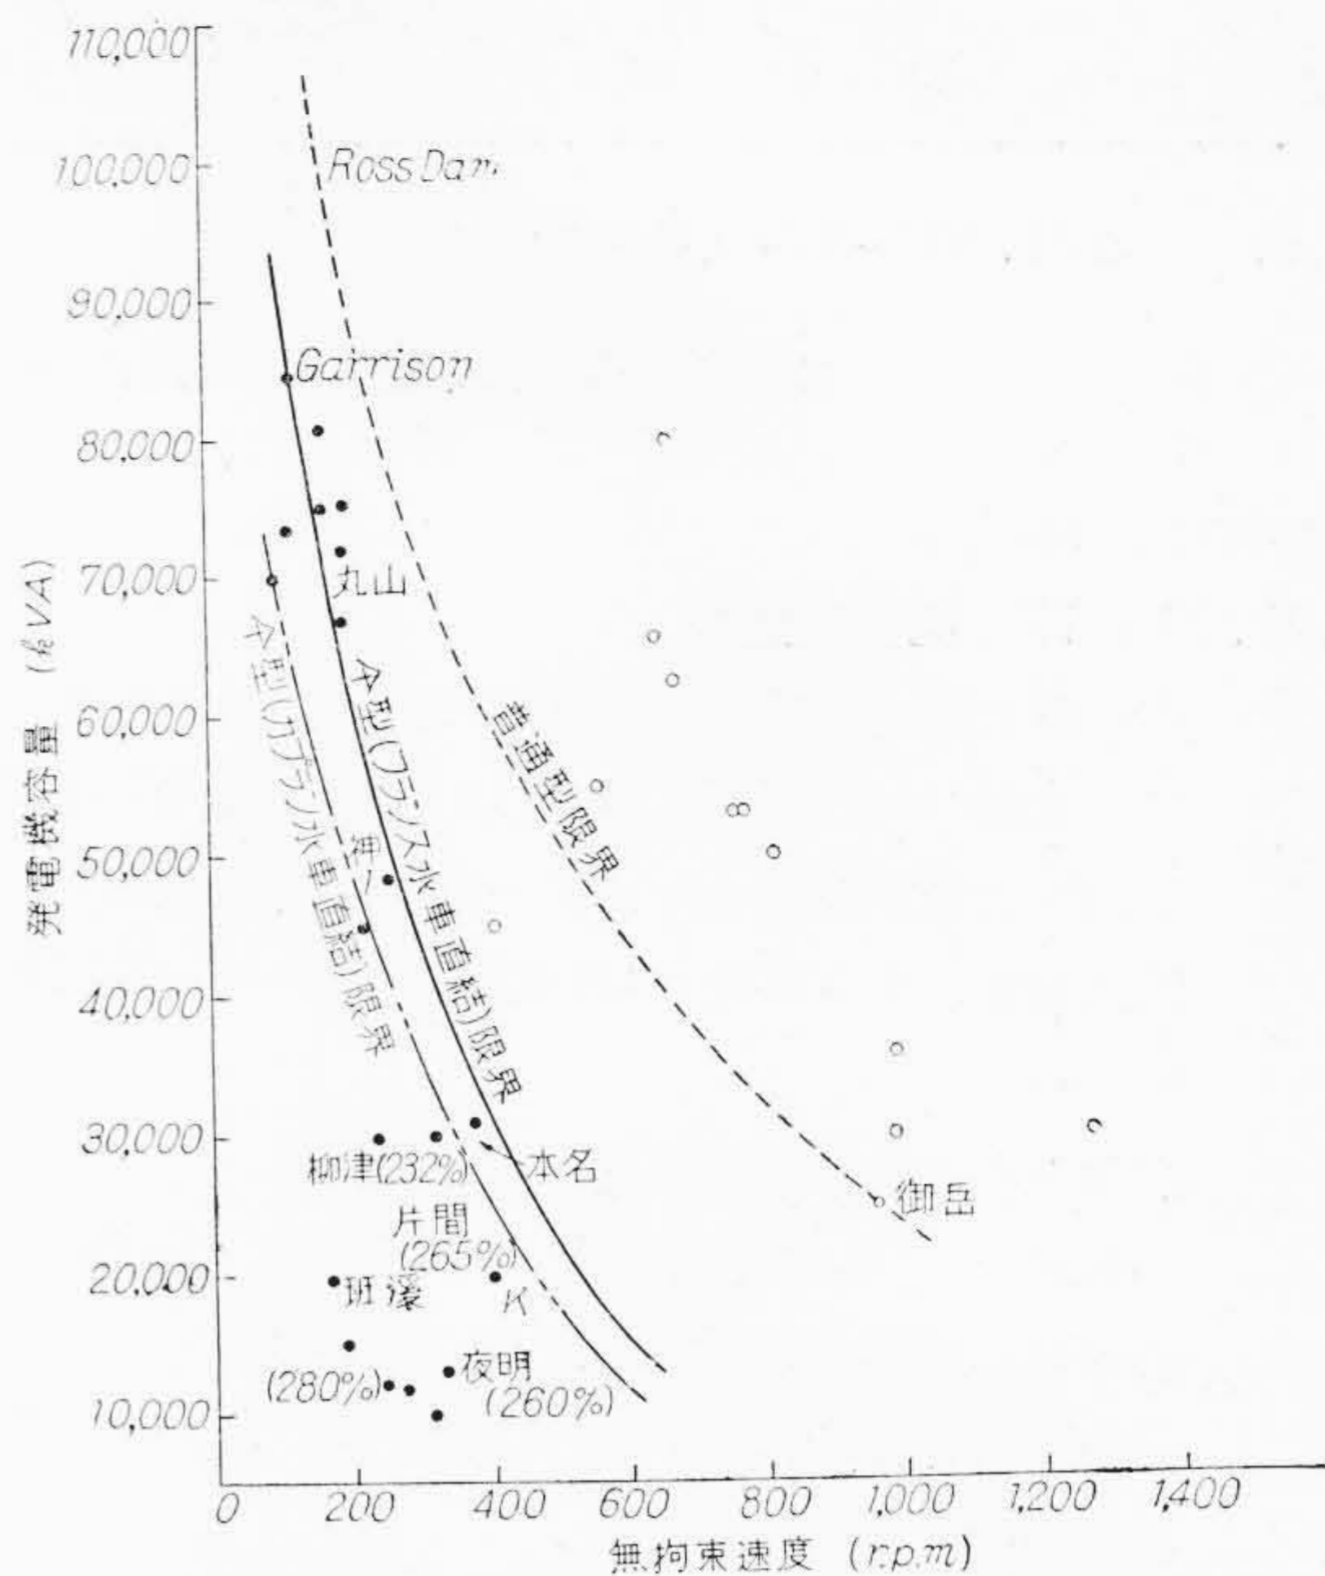 110,000
100,000
90,000
80,000
70,000
60,000
50,000
40,000
30,000
20,000
10,000
発電機容量 (kVA)
Ross Dam
Garrison
丸山
傘型(カプラン水車直結)限界
傘型(フランシス水車直結)限界
普通型限界
柳津(232%)
本名
片間
(265%)
K
御岳
(280%)
夜明
(260%)
0 200 400 600 800 1,000 1,200 1,400
無拘束速度 (r.p.m)